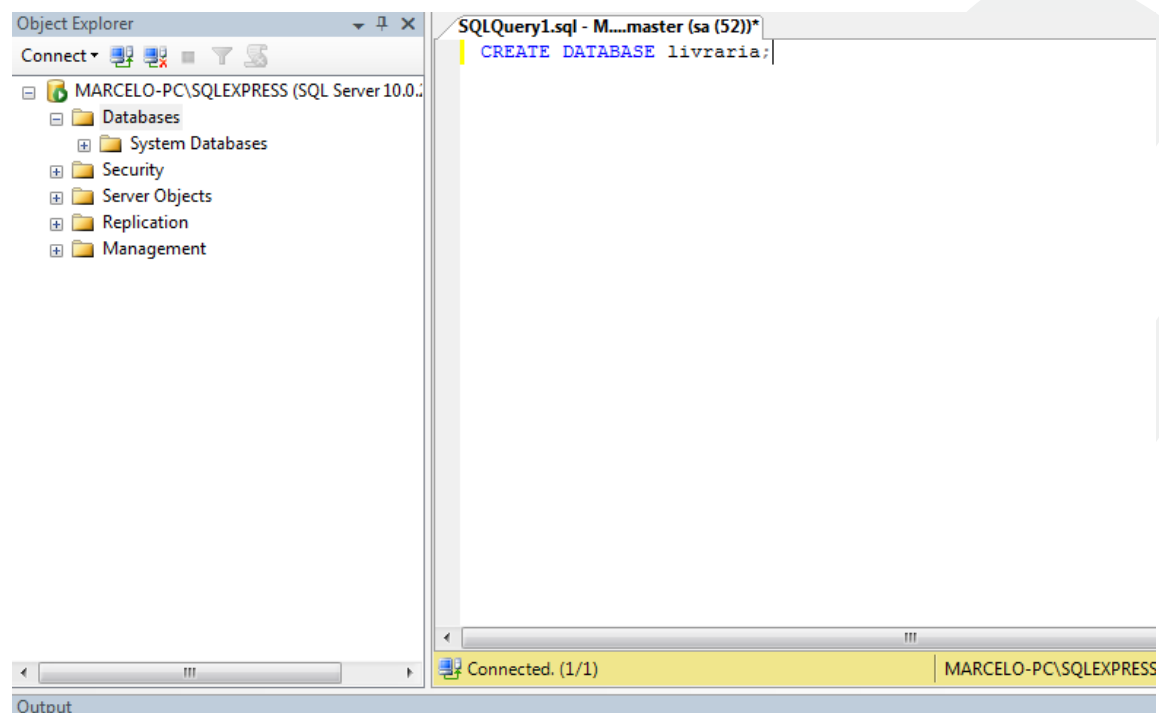 Object Explorer
Connect
MARCELO-PC\SQLEXPRESS (SQL Server 10.0.
Databases
System Databases
Security
Server Objects
Replication
Management
SQLQuery1.sql - M....master (sa (52))*
CREATE DATABASE livraria;
Connected. (1/1)
MARCELO-PC\SQLEXPRESS
Output